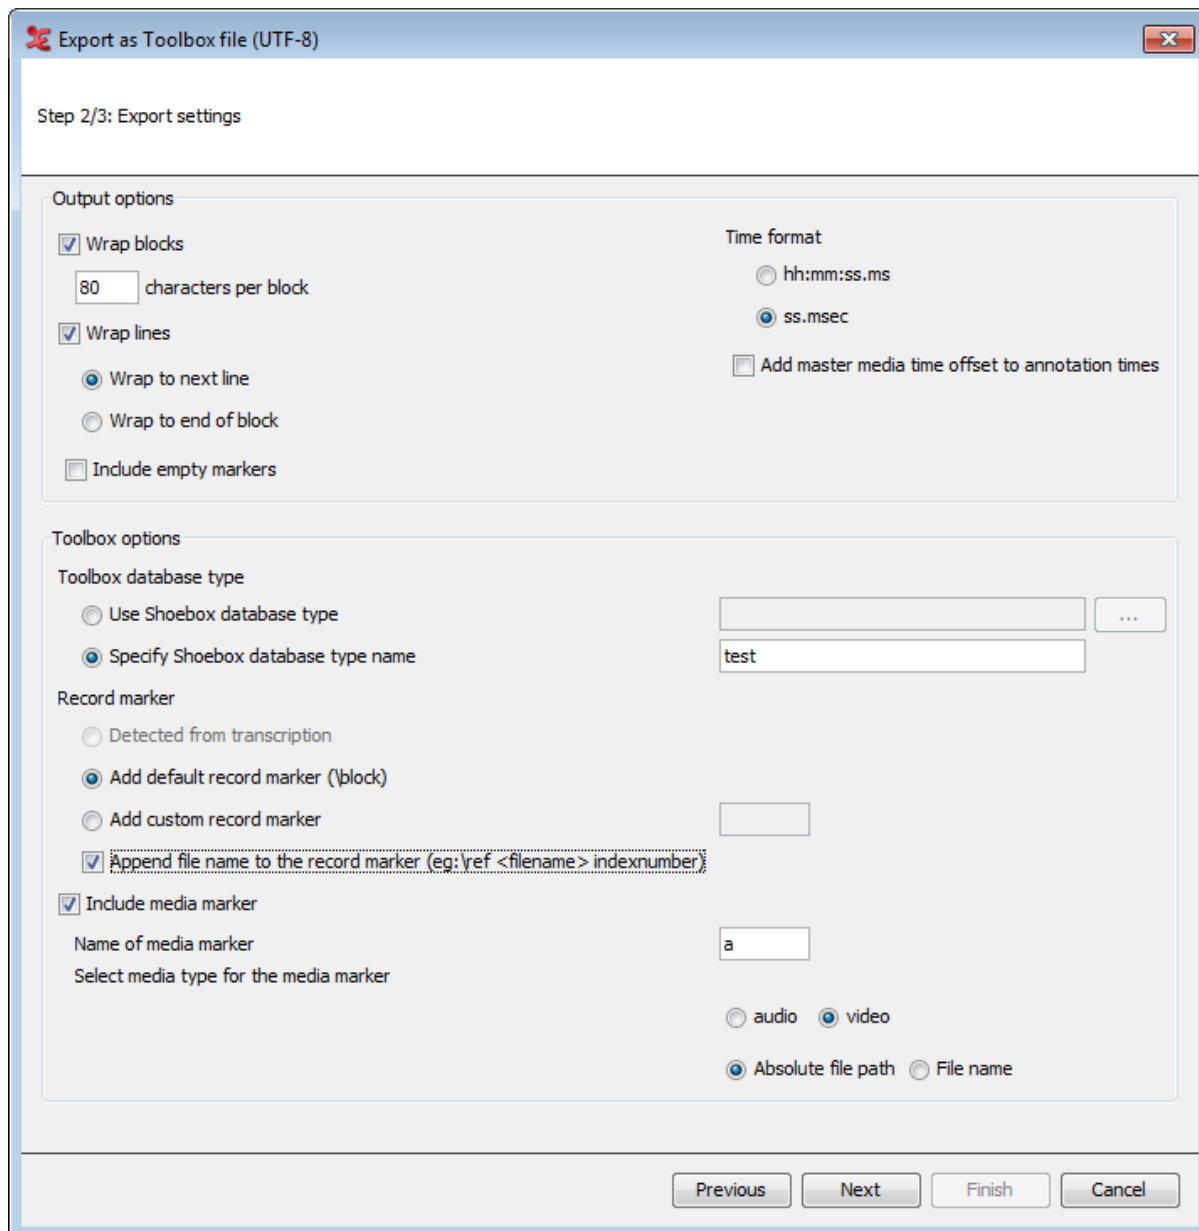 Export as Toolbox file (UTF-8)
Step 2/3: Export settings
Output options
Wrap blocks
80 characters per block
Wrap lines
Wrap to next line
Wrap to end of block
Include empty markers
Time format
hh:mm:ss.ms
ss.msec
Add master media time offset to annotation times
Toolbox options
Toolbox database type
Use Shoebox database type ...
Specify Shoebox database type name test
Record marker
Detected from transcription
Add default record marker (\block)
Add custom record marker
Append file name to the record marker (eg:\ref <filename> indexnumber)
Include media marker
Name of media marker a
Select media type for the media marker
audio video
Absolute file path File name
Previous Next Finish Cancel